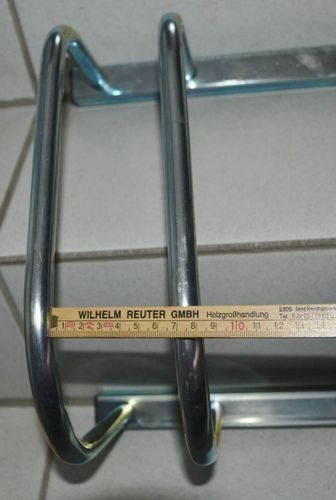 WILHELM REUTER GMBH Holzgroßhandlung
1 2 3 4 5 6 7 8 9 10 11 12 13